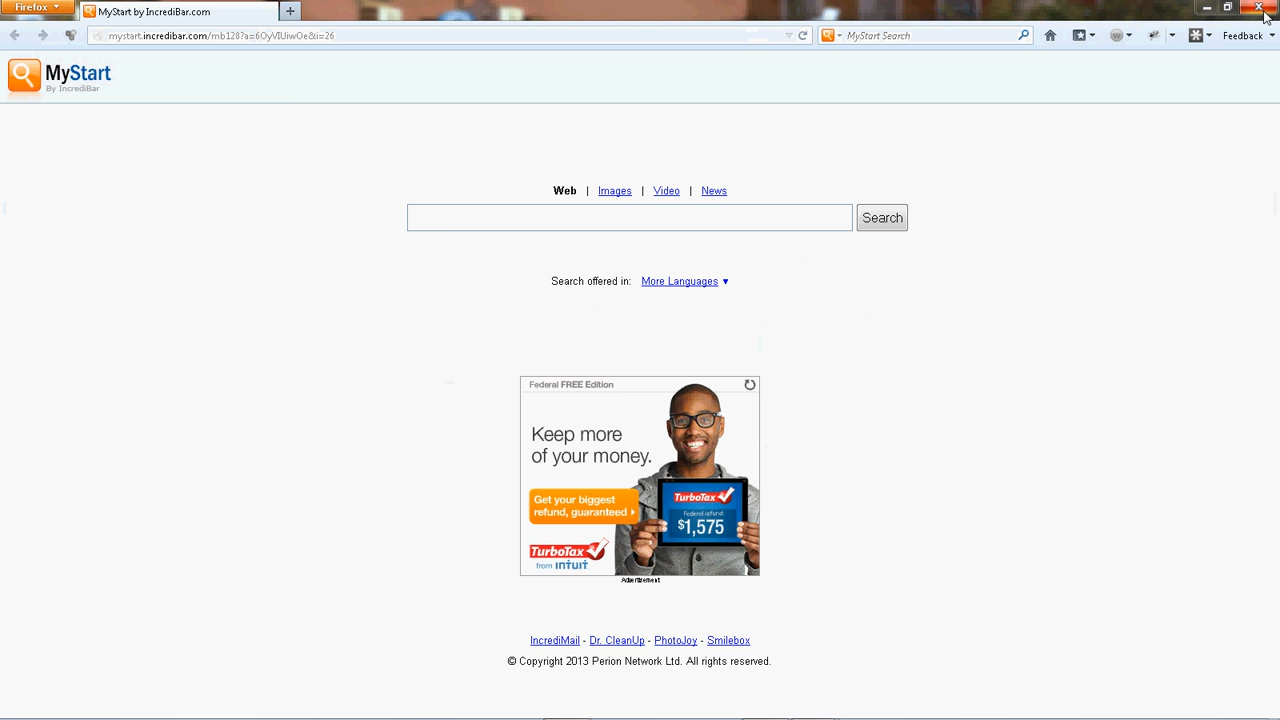 Firefox
MyStart by IncrediBar.com
mystart.incredibar.com/mb128?a=6OyVIUiwOe&i=26
MyStart Search
Feedback
MyStart
By IncrediBar
Web | Images | Video | News
Search
Search offered in: More Languages ▼
Federal FREE Edition
Keep more
of your money.
Get your biggest
refund, guaranteed
TurboTax
Federal refund:
$1,575
TurboTax
from intuit
Advertisement
IncrediMail - Dr. CleanUp - PhotoJoy - Smilebox
© Copyright 2013 Perion Network Ltd. All rights reserved.